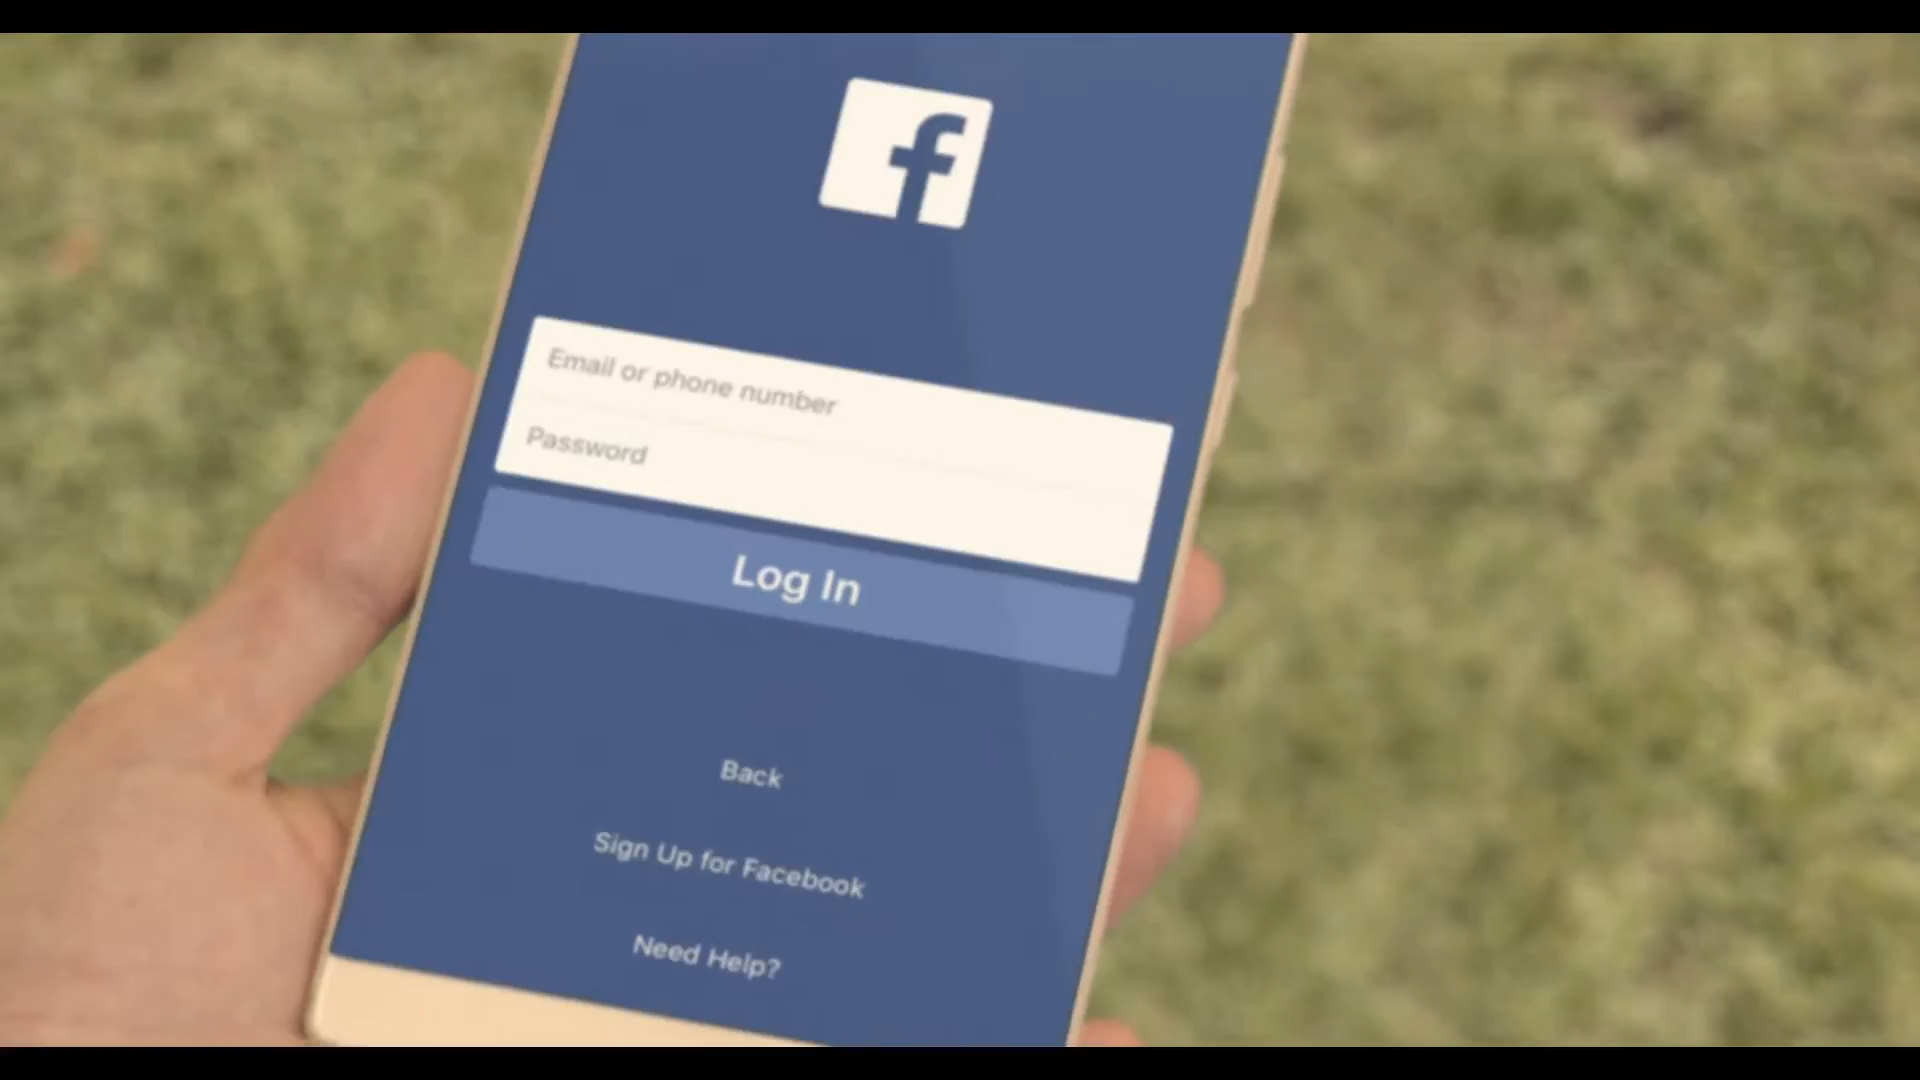 f
Email or phone number
Password
Log In
Back
Sign Up for Facebook
Need Help?